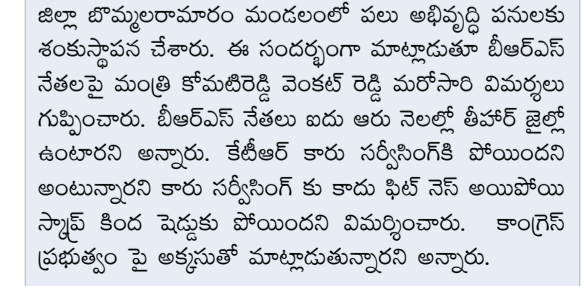 జిల్లా బొమ్మలరామారం మండలంలో పలు అభివృద్ధి పనులకు
శంకుస్థాపన చేశారు. ఈ సందర్భంగా మాట్లాడుతూ బీఆర్ఎస్
నేతలపై మంత్రి కోమటిరెడ్డి వెంకట్ రెడ్డి మరోసారి విమర్శలు
గుప్పించారు. బీఆర్ఎస్ నేతలు ఐదు ఆరు నెలల్లో తీహార్ జైల్లో
ఉంటారని అన్నారు. కేటీఆర్ కారు సర్వీసింగ్‌కి పోయిందని
అంటున్నారని కారు సర్వీసింగ్ కు కాదు ఫిట్ నెస్ అయిపోయి
స్క్రాప్ కింద షెడ్డుకు పోయిందని విమర్శించారు. కాంగ్రెస్
ప్రభుత్వం పై అక్కసుతో మాట్లాడుతున్నారని అన్నారు.